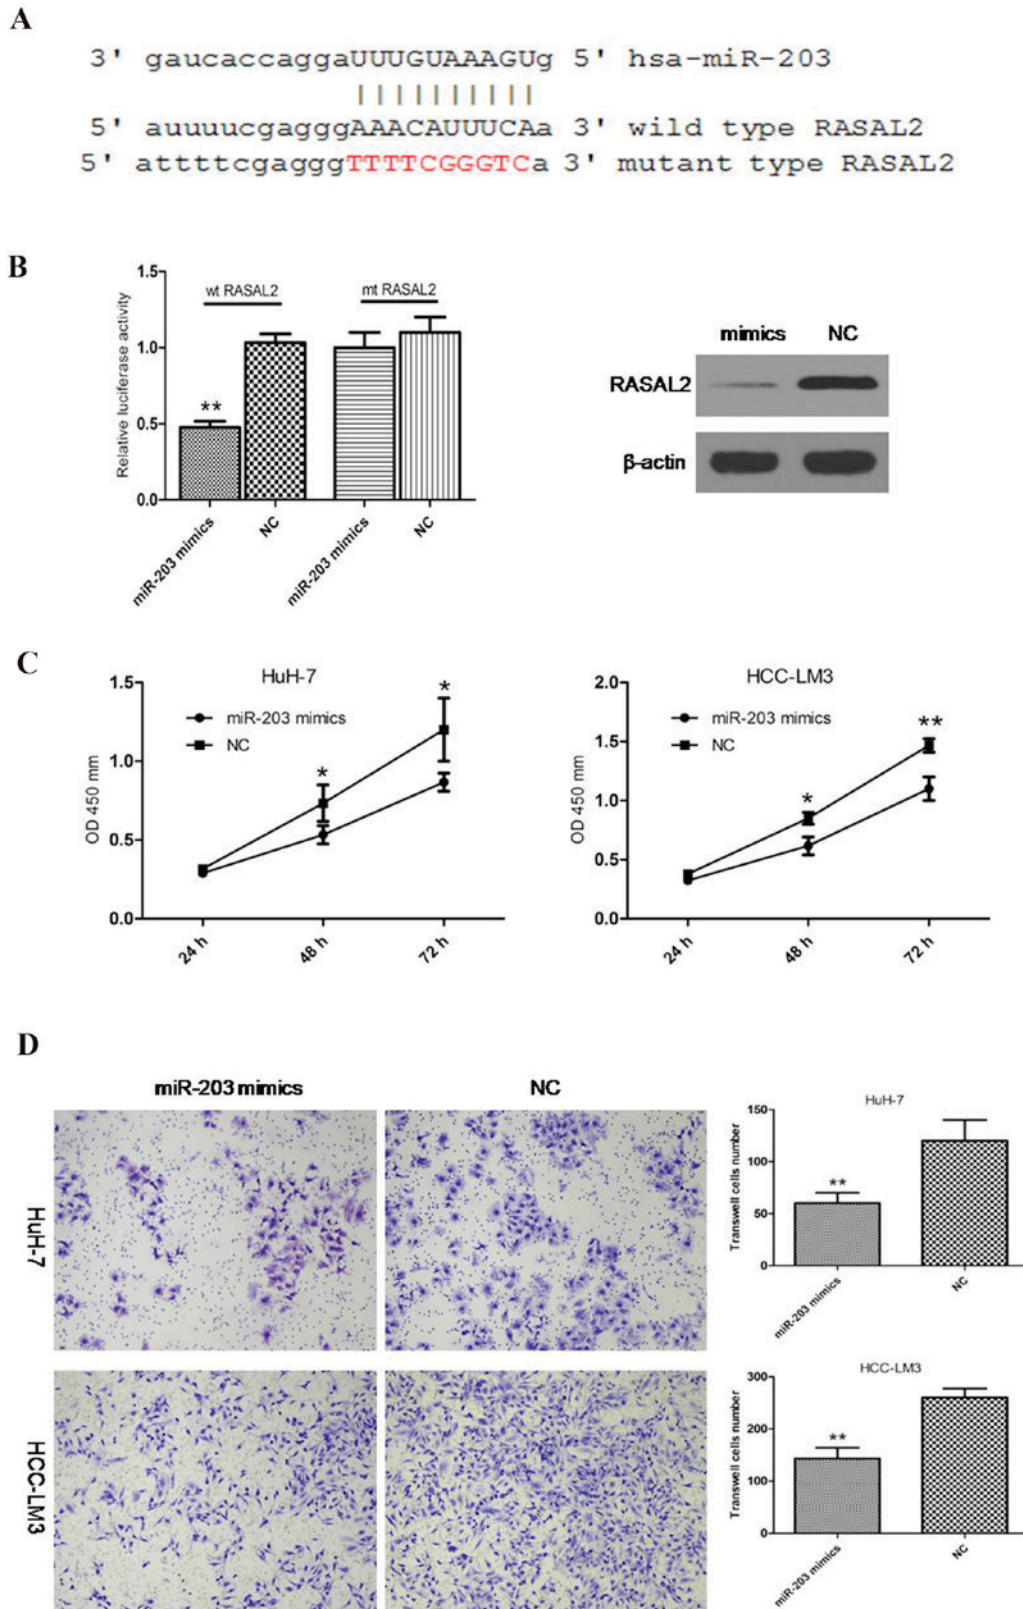 A
3' gaucaccaggaUUUGUAAAGUg 5' hsa-miR-203
5' auuuucgagggAAACAUUUCAa 3' wild type RASAL2
5' attttcgagggTTTTCGGGTCa 3' mutant type RASAL2
B
Relative luciferase activity
1.5
1.0
0.5
0.0
wt RASAL2
mt RASAL2
**
miR-203 mimics
NC
miR-203 mimics
NC
mimics NC
RASAL2
β-actin
C
HuH-7
OD 450 mm
1.5
1.0
0.5
0.0
miR-203 mimics
NC
*
*
24 h
48 h
72 h
HCC-LM3
OD 450 mm
2.0
1.5
1.0
0.5
0.0
miR-203 mimics
NC
*
**
24 h
48 h
72 h
D
miR-203 mimics NC
HuH-7
HCC-LM3
HuH-7
Transwell cells number
150
100
50
0
**
miR-203 mimics
NC
HCC-LM3
Transwell cells number
300
200
100
0
**
miR-203 mimics
NC